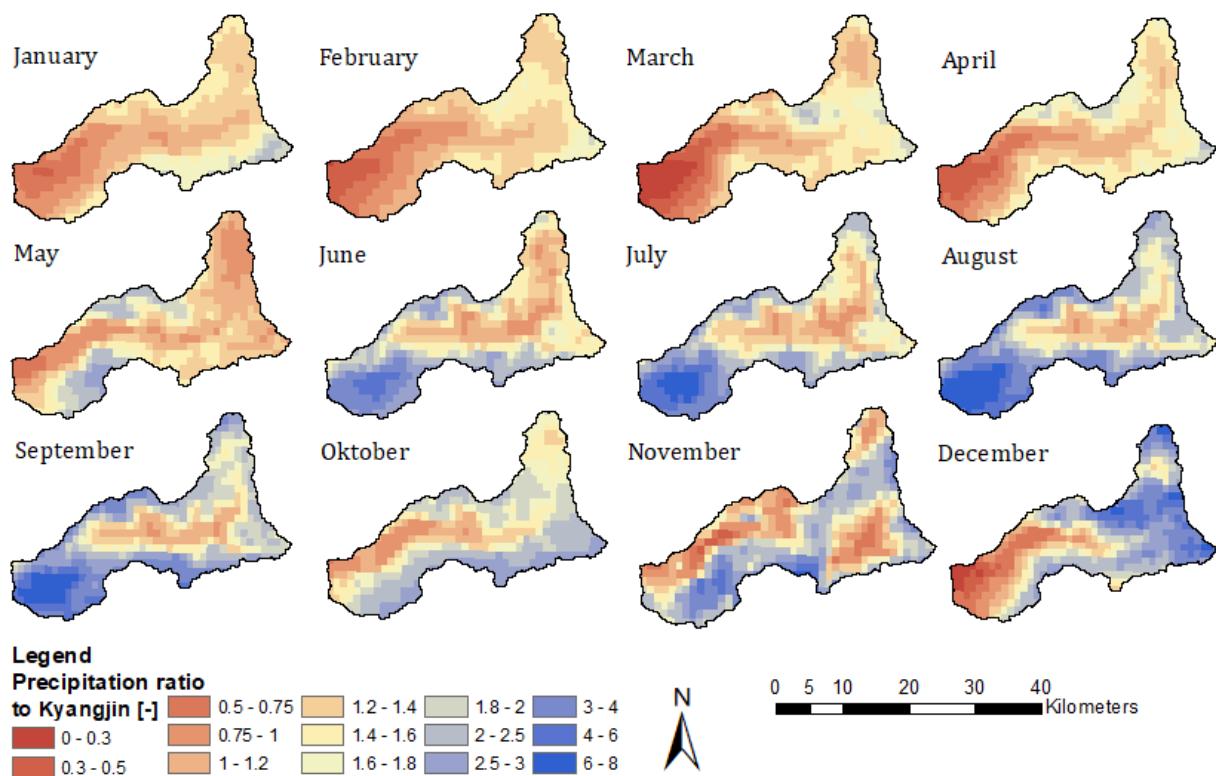 January
February
March
April
May
June
July
August
September
Oktober
November
December
Legend
Precipitation ratio
to Kyangjin [-]
0 - 0.3
0.3 - 0.5
0.5 - 0.75
0.75 - 1
1 - 1.2
1.2 - 1.4
1.4 - 1.6
1.6 - 1.8
1.8 - 2
2 - 2.5
2.5 - 3
3 - 4
4 - 6
6 - 8
N
0 5 10 20 30 40
Kilometers